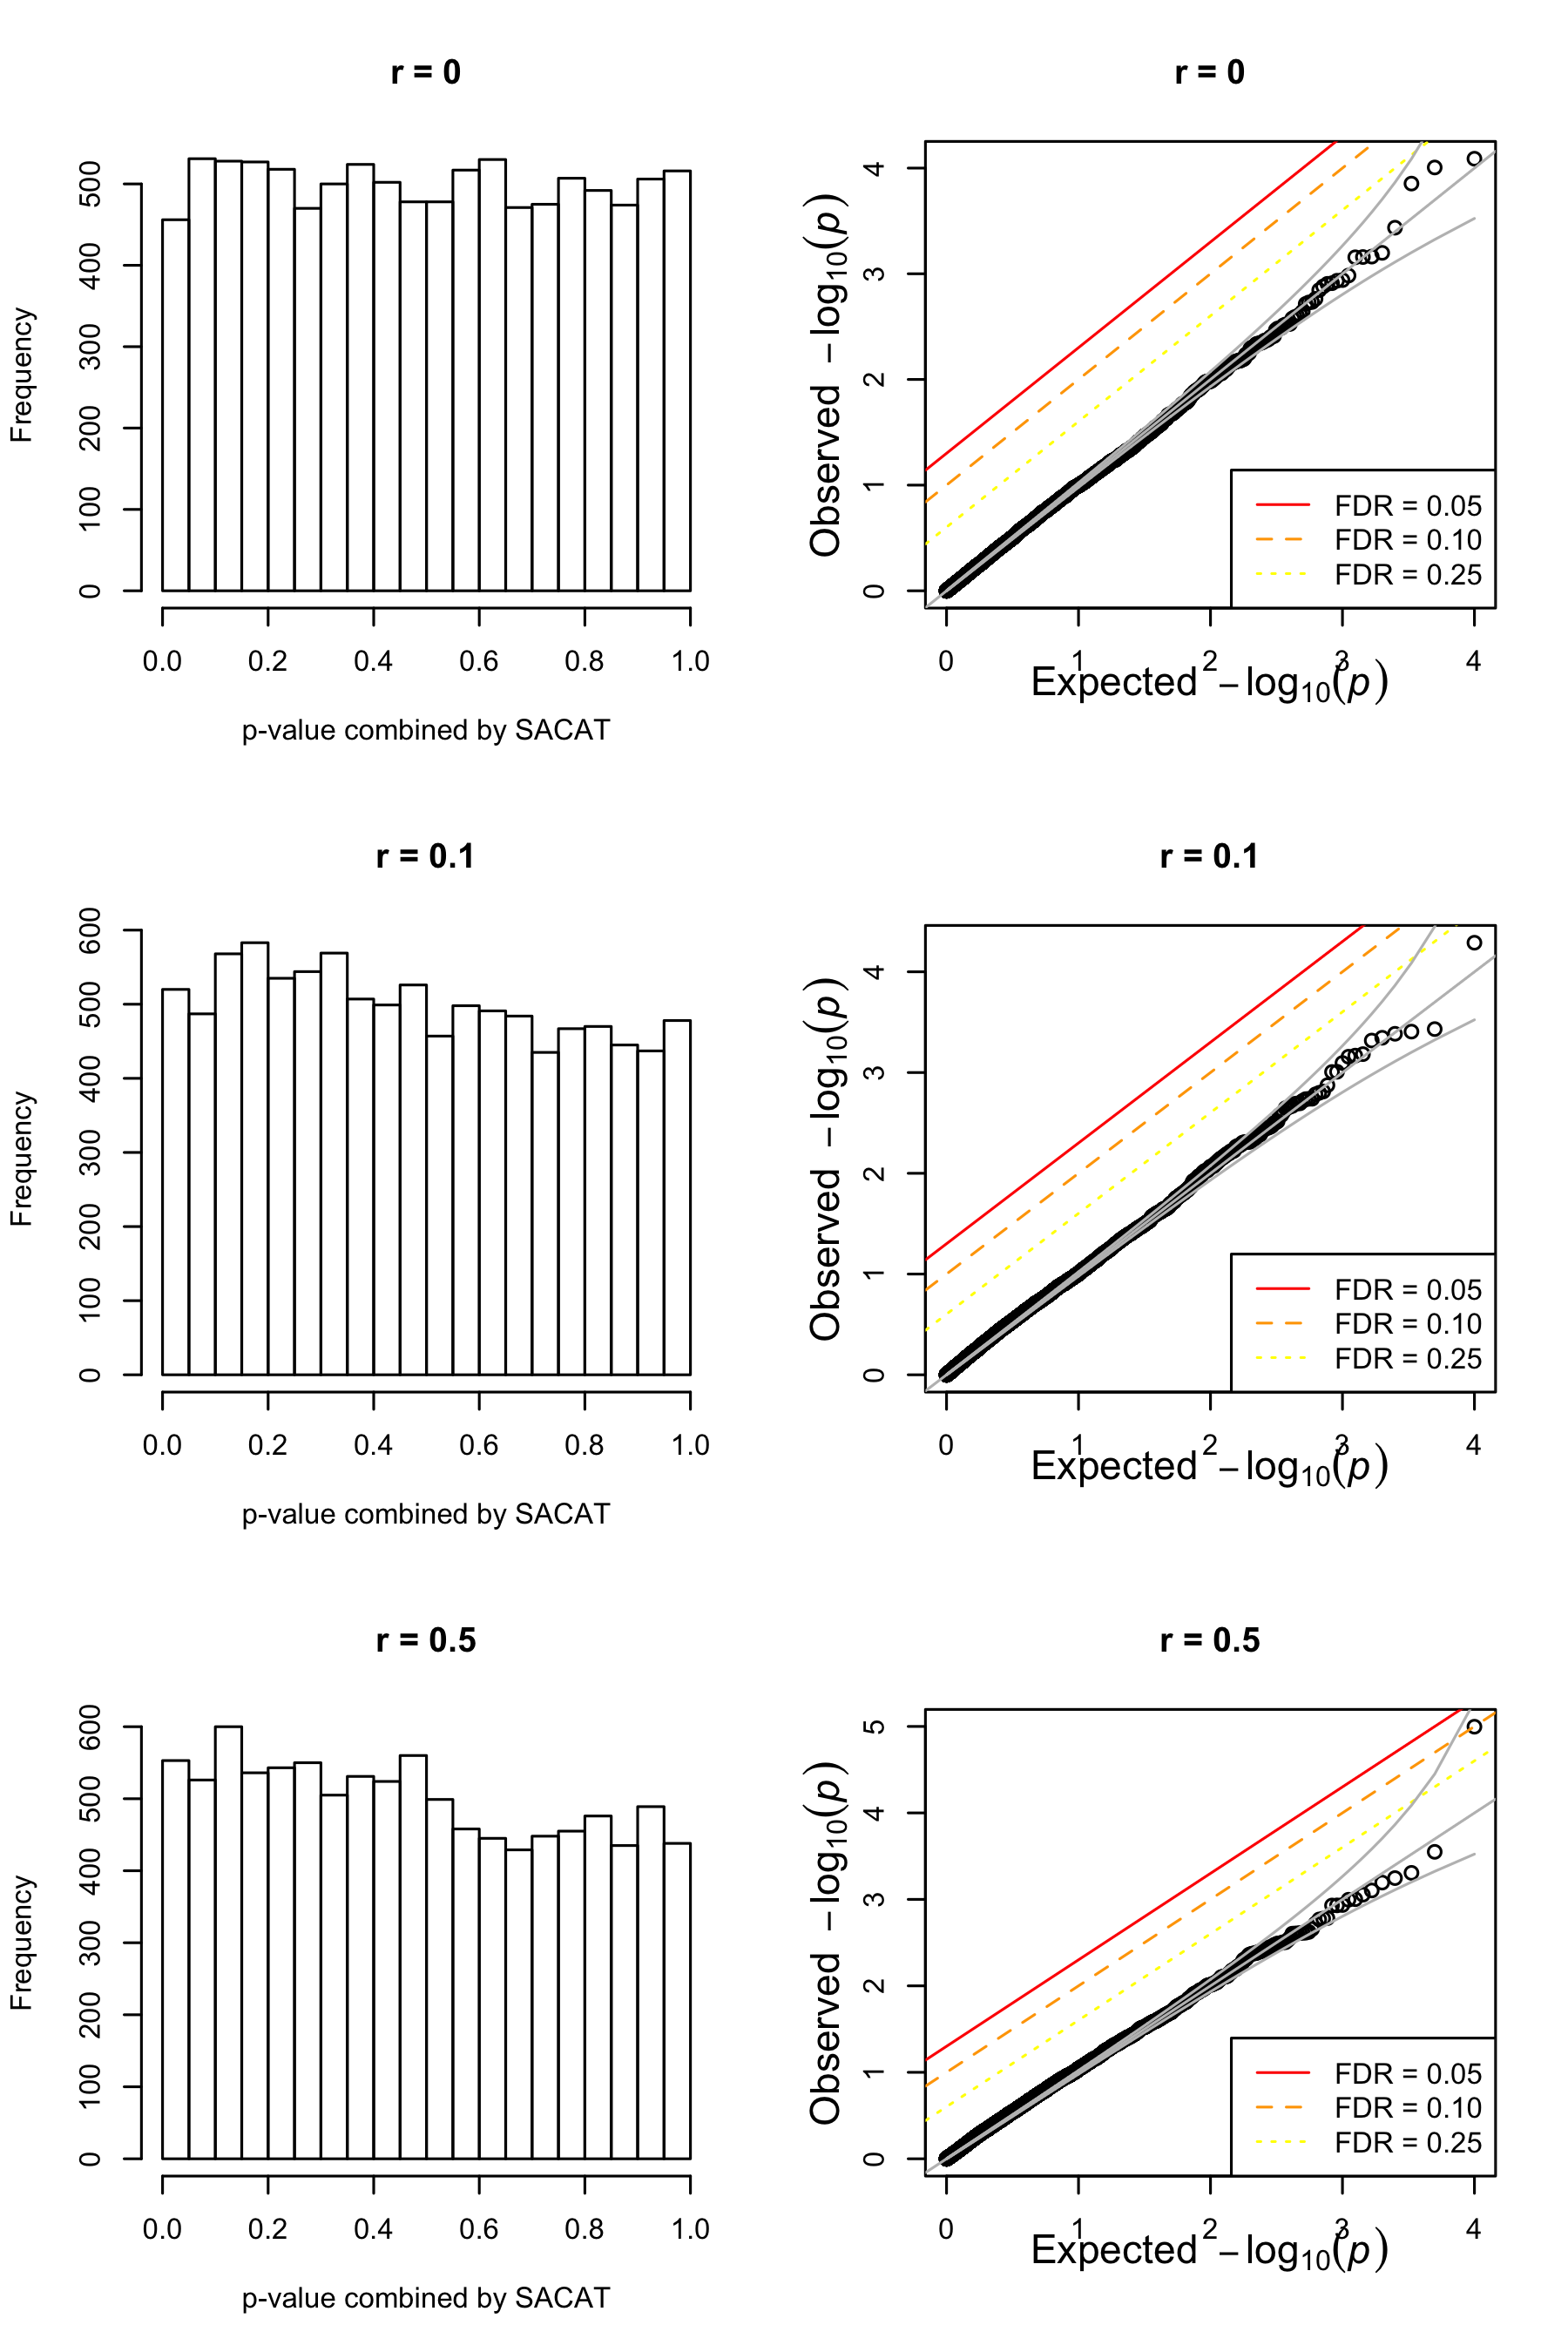 r = 0
Frequency
0 100 200 300 400 500
0.0 0.2 0.4 0.6 0.8 1.0
p-value combined by SACAT
r = 0
Observed −log10(p)
0 1 2 3 4
FDR = 0.05
FDR = 0.10
FDR = 0.25
0 1 2 3 4
Expected −log10(p)
r = 0.1
Frequency
0 100 200 300 400 500 600
0.0 0.2 0.4 0.6 0.8 1.0
p-value combined by SACAT
r = 0.1
Observed −log10(p)
0 1 2 3 4
FDR = 0.05
FDR = 0.10
FDR = 0.25
0 1 2 3 4
Expected −log10(p)
r = 0.5
Frequency
0 100 200 300 400 500 600
0.0 0.2 0.4 0.6 0.8 1.0
p-value combined by SACAT
r = 0.5
Observed −log10(p)
0 1 2 3 4 5
FDR = 0.05
FDR = 0.10
FDR = 0.25
0 1 2 3 4
Expected −log10(p)